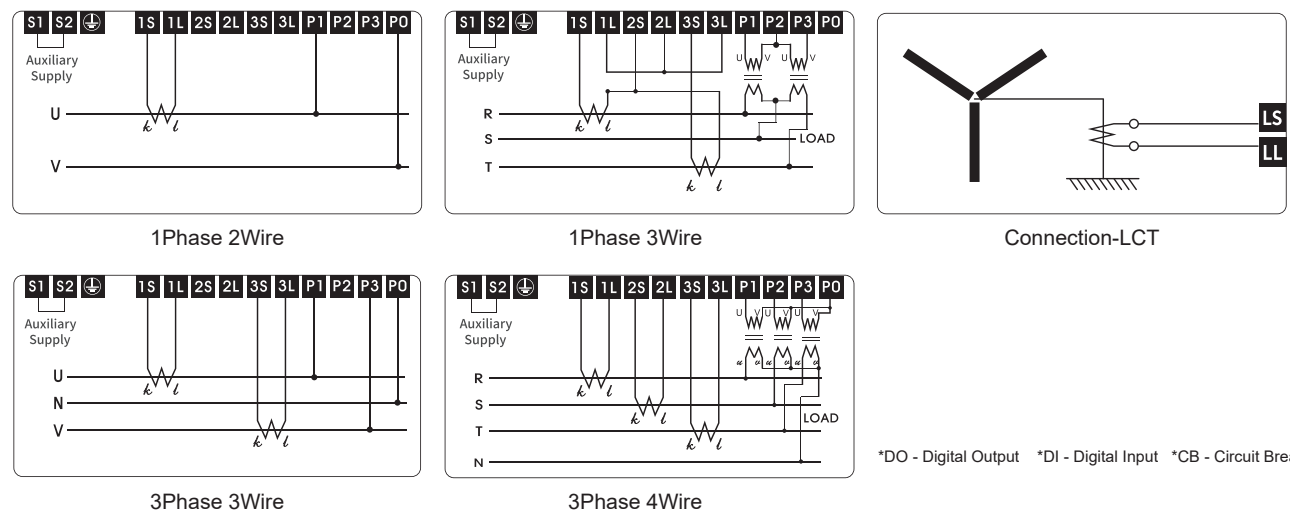 S1 S2 1S 1L 2S 2L 3S 3L P1 P2 P3 P0
Auxiliary
Supply
U
k l
V
1Phase 2Wire
S1 S2 1S 1L 2S 2L 3S 3L P1 P2 P3 P0
Auxiliary
Supply
U V U V
R
k l
S
LOAD
T
k l
1Phase 3Wire
LS
LL
Connection-LCT
S1 S2 1S 1L 2S 2L 3S 3L P1 P2 P3 P0
Auxiliary
Supply
U
k l
N
V
k l
3Phase 3Wire
S1 S2 1S 1L 2S 2L 3S 3L P1 P2 P3 P0
Auxiliary
Supply
U V U V U V
u v u v u v
R
k l
S
k l
LOAD
T
k l
N
3Phase 4Wire
*DO - Digital Output *DI - Digital Input *CB - Circuit Brea